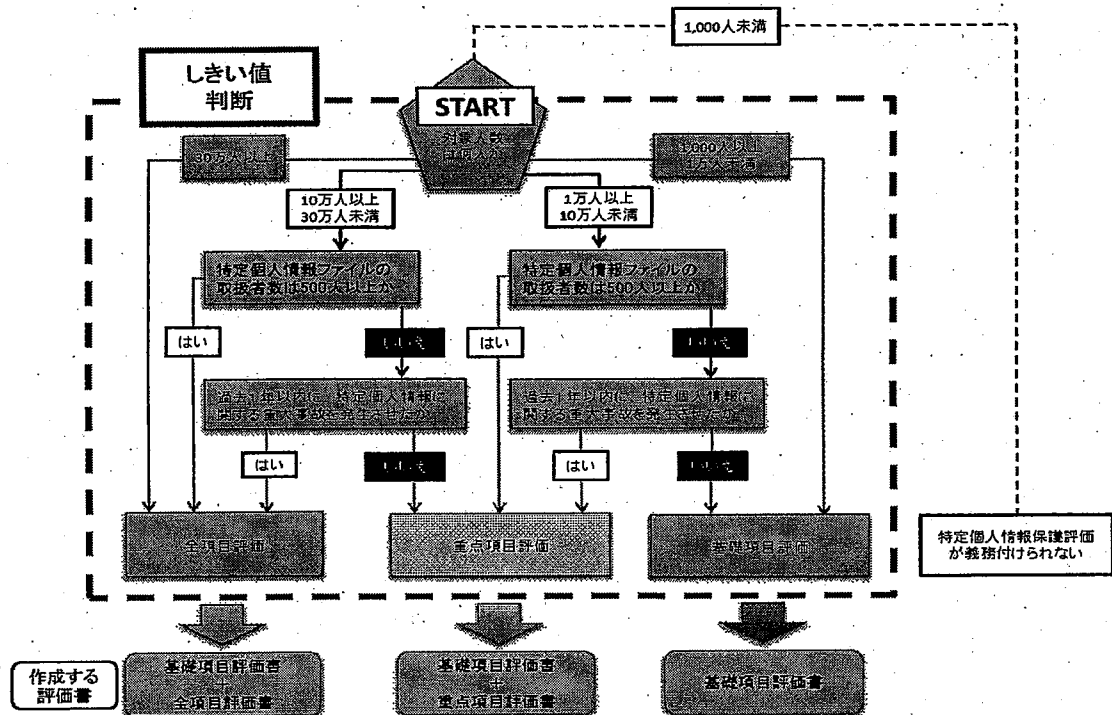 1,000人未満
しきい値
判断
START
対象人数
は何人か
30万人以上
1,000人以上
1万人未満
10万人以上
30万人未満
1万人以上
10万人未満
特定個人情報ファイルの
取扱者数は500人以上か
特定個人情報ファイルの
取扱者数は500人以上か
はい
いいえ
はい
いいえ
過去1年以内に、特定個人情報に
関する重大事故を発生させたか
過去1年以内に、特定個人情報に
関する重大事故を発生させたか
はい
いいえ
はい
いいえ
全項目評価
重点項目評価
基礎項目評価
特定個人情報保護評価
が義務付けられない
作成する
評価書
基礎項目評価書
+
全項目評価書
基礎項目評価書
+
重点項目評価書
基礎項目評価書